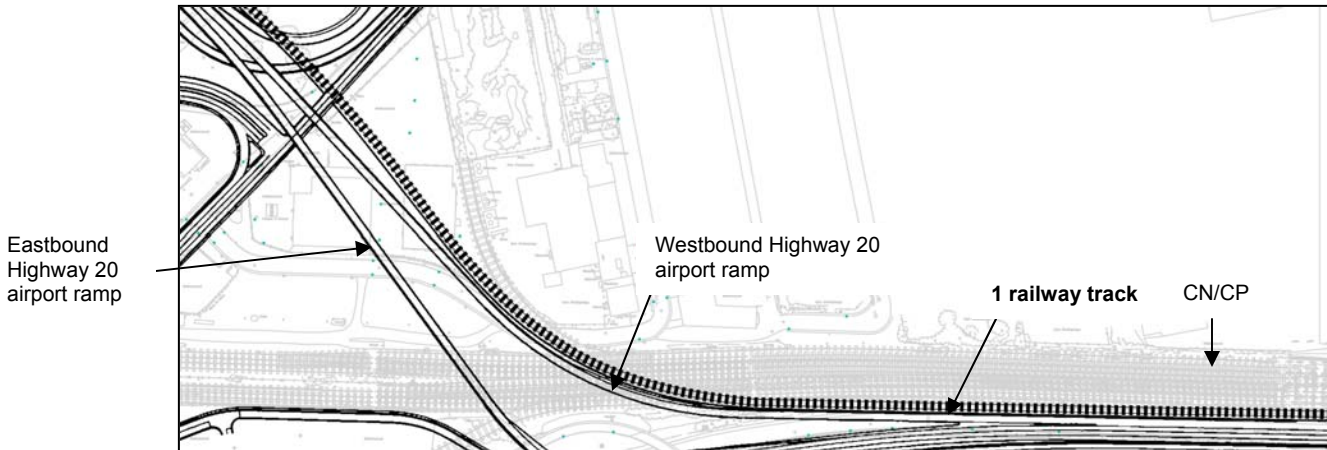 Eastbound
Highway 20
airport ramp
Westbound Highway 20
airport ramp
1 railway track
CN/CP